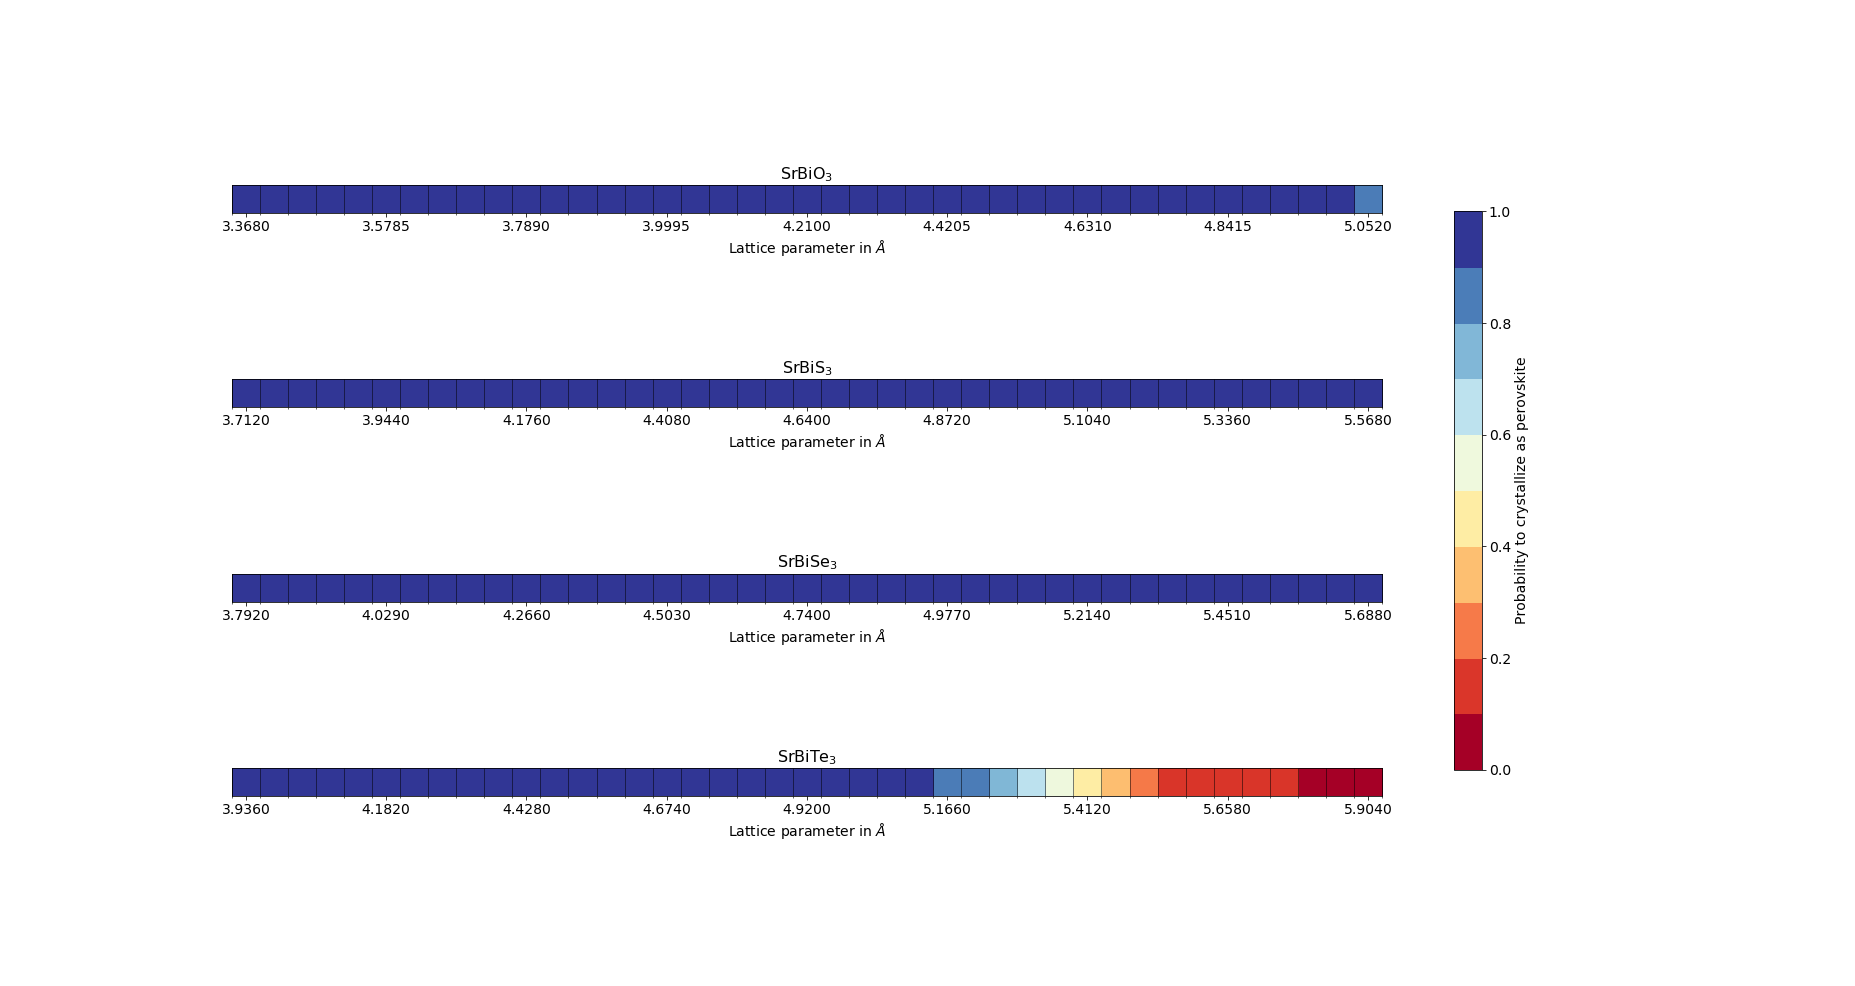 SrBiO₃
3.3680 3.5785 3.7890 3.9995 4.2100 4.4205 4.6310 4.8415 5.0520
Lattice parameter in Å
SrBiS₃
3.7120 3.9440 4.1760 4.4080 4.6400 4.8720 5.1040 5.3360 5.5680
Lattice parameter in Å
SrBiSe₃
3.7920 4.0290 4.2660 4.5030 4.7400 4.9770 5.2140 5.4510 5.6880
Lattice parameter in Å
SrBiTe₃
3.9360 4.1820 4.4280 4.6740 4.9200 5.1660 5.4120 5.6580 5.9040
Lattice parameter in Å
1.0
0.8
0.6
0.4
0.2
0.0
Probability to crystallize as perovskite